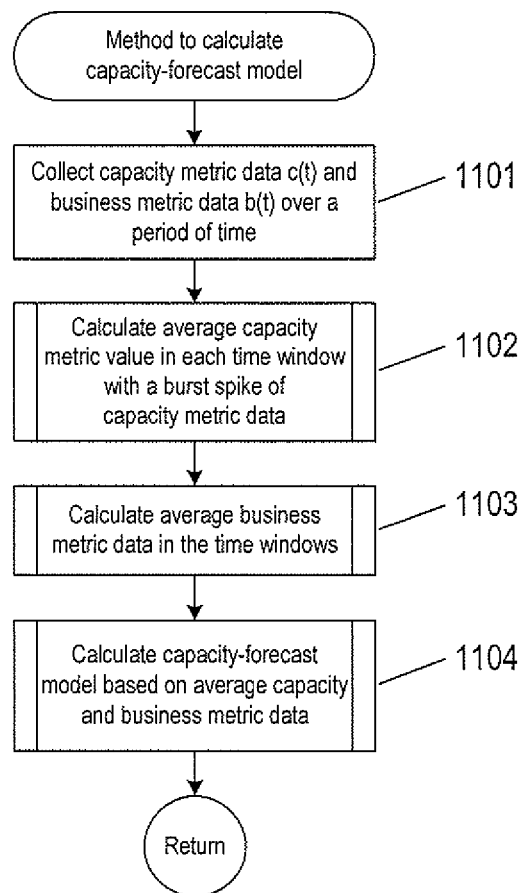 Method to calculate
capacity-forecast model
Collect capacity metric data c(t) and
business metric data b(t) over a
period of time
1101
Calculate average capacity
metric value in each time window
with a burst spike of
capacity metric data
1102
Calculate average business
metric data in the time windows
1103
Calculate capacity-forecast
model based on average capacity
and business metric data
1104
Return